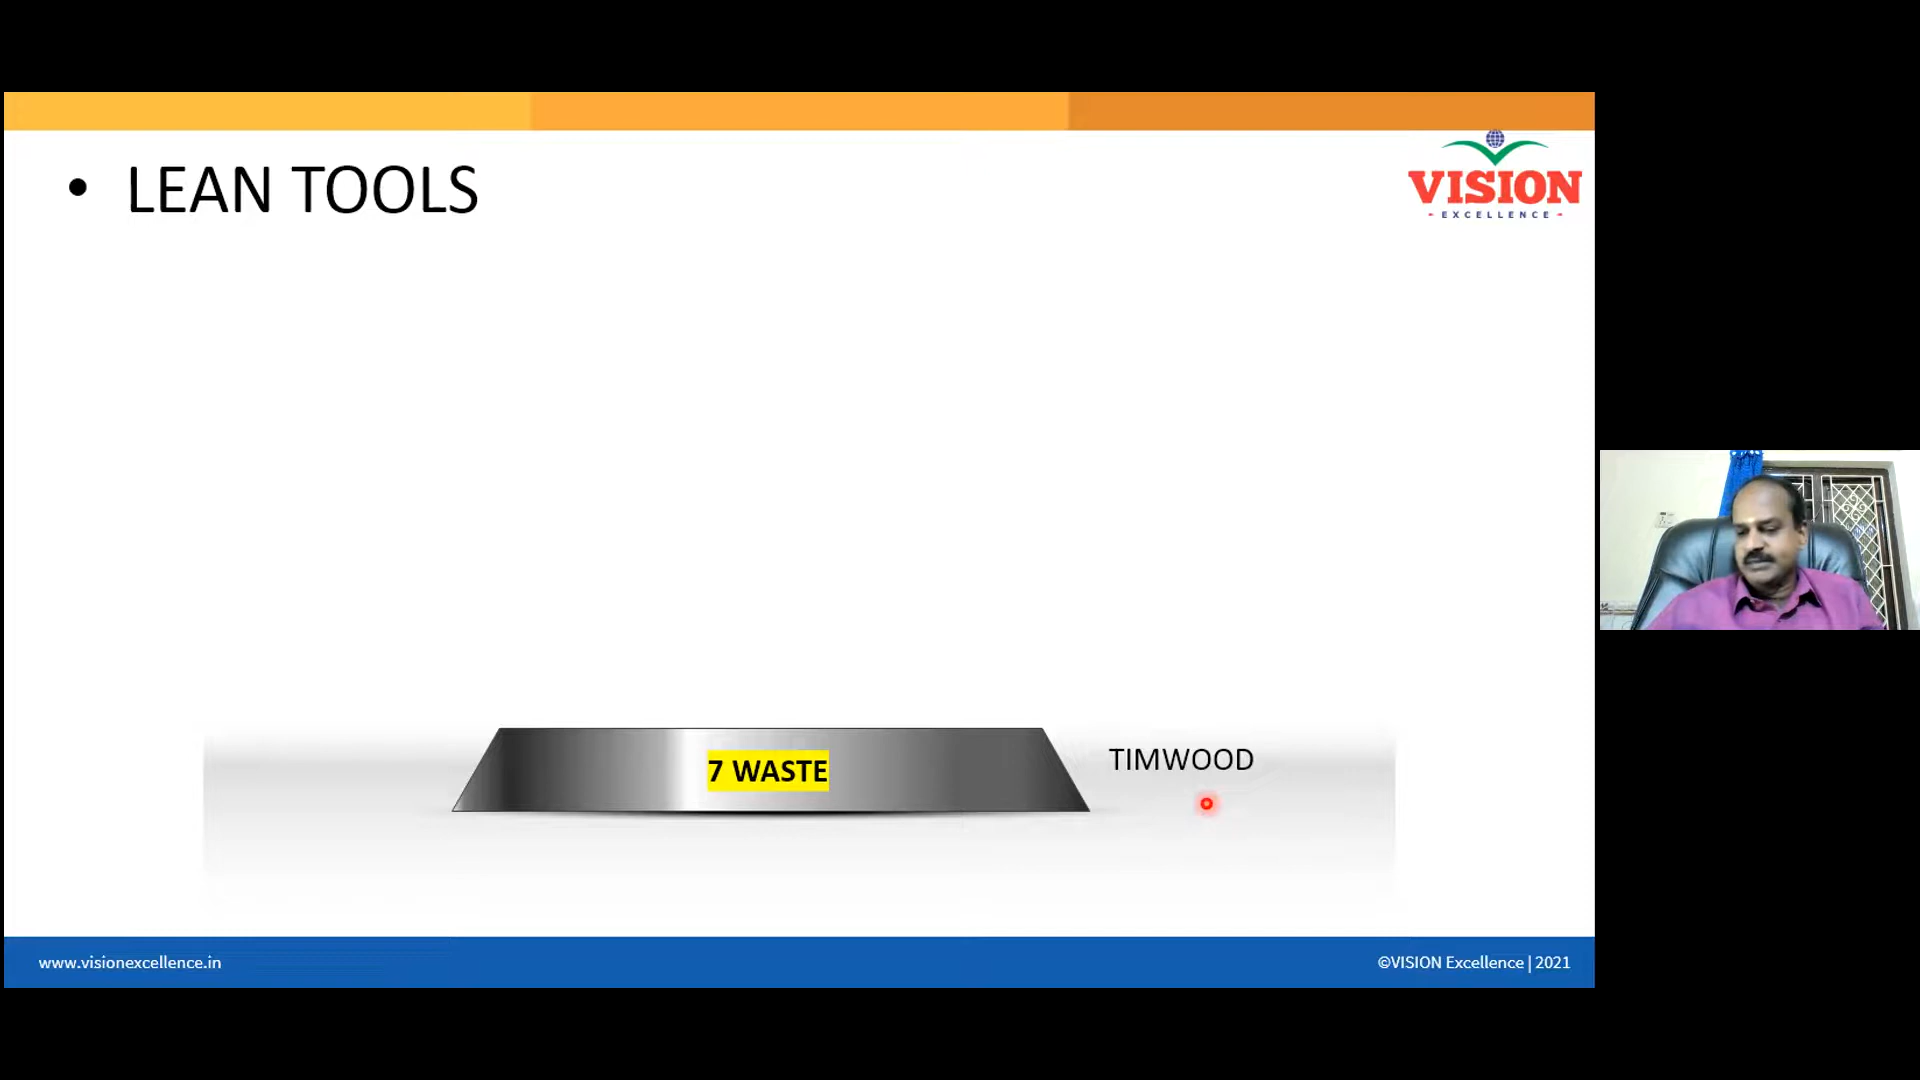 • LEAN TOOLS
VISION
- EXCELLENCE -
7 WASTE
TIMWOOD
www.visionexcellence.in
©VISION Excellence | 2021